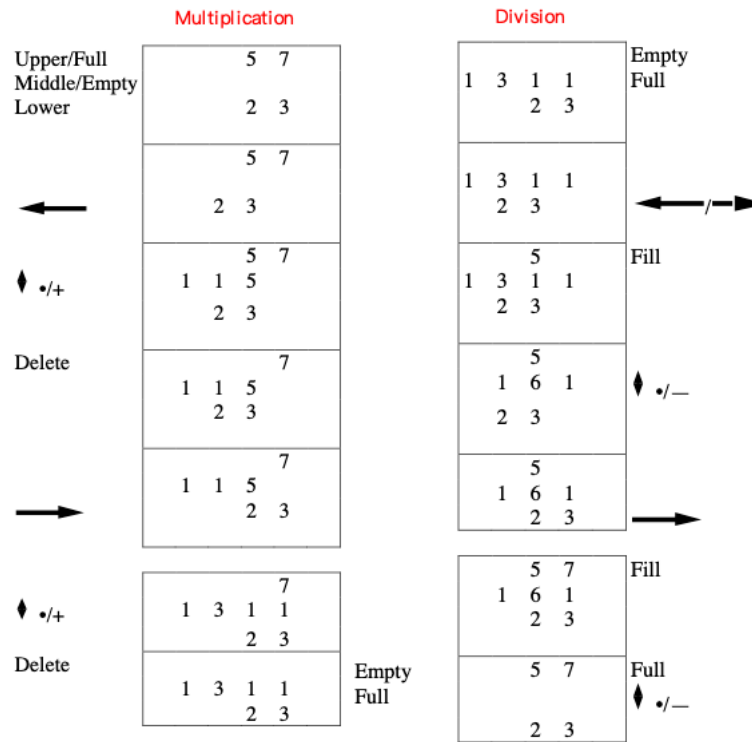 Multiplication
Upper/Full 5 7
Middle/Empty
Lower 2 3
5 7
2 3
5 7
•/+ 1 1 5
2 3
Delete 7
1 1 5
2 3
7
1 1 5
2 3
7
•/+ 1 3 1 1
2 3
Delete Empty
1 3 1 1 Full
2 3
Division
Empty
1 3 1 1 Full
2 3
1 3 1 1
2 3 /
5 Fill
1 3 1 1
2 3
5
1 6 1 •/—
2 3
5
1 6 1
2 3
5 7 Fill
1 6 1
2 3
5 7 Full
•/—
2 3